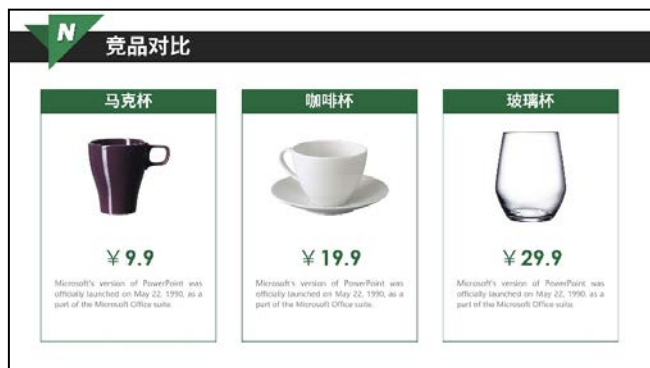 N
竞品对比
马克杯
咖啡杯
玻璃杯
￥9.9
￥19.9
￥29.9
Microsoft's version of PowerPoint was
officially launched on May 22, 1990, as a
part of the Microsoft Office suite.
Microsoft's version of PowerPoint was
officially launched on May 22, 1990, as a
part of the Microsoft Office suite.
Microsoft's version of PowerPoint was
officially launched on May 22, 1990, as a
part of the Microsoft Office suite.